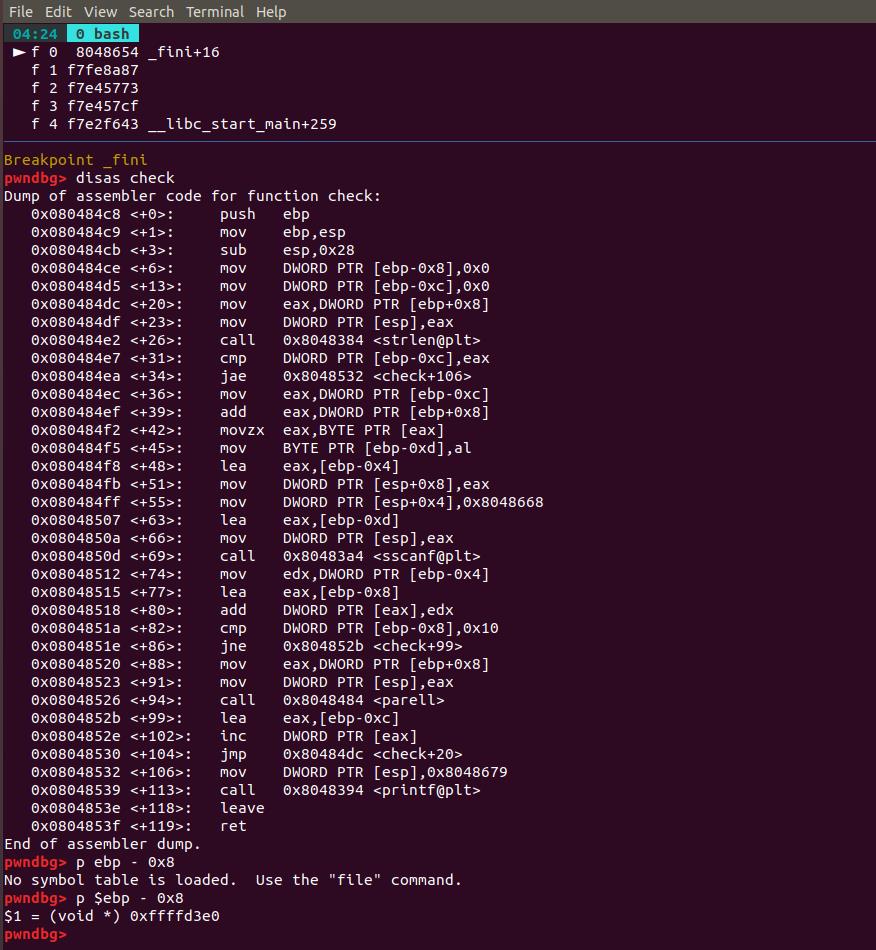 File Edit View Search Terminal Help
04:24 0 bash
► f 0 8048654 _fini+16
f 1 f7fe8a87
f 2 f7e45773
f 3 f7e457cf
f 4 f7e2f643 __libc_start_main+259
Breakpoint _fini
pwndbg> disas check
Dump of assembler code for function check:
0x080484c8 <+0>: push ebp
0x080484c9 <+1>: mov ebp,esp
0x080484cb <+3>: sub esp,0x28
0x080484ce <+6>: mov DWORD PTR [ebp-0x8],0x0
0x080484d5 <+13>: mov DWORD PTR [ebp-0xc],0x0
0x080484dc <+20>: mov eax,DWORD PTR [ebp+0x8]
0x080484df <+23>: mov DWORD PTR [esp],eax
0x080484e2 <+26>: call 0x8048384 <strlen@plt>
0x080484e7 <+31>: cmp DWORD PTR [ebp-0xc],eax
0x080484ea <+34>: jae 0x8048532 <check+106>
0x080484ec <+36>: mov eax,DWORD PTR [ebp-0xc]
0x080484ef <+39>: add eax,DWORD PTR [ebp+0x8]
0x080484f2 <+42>: movzx eax,BYTE PTR [eax]
0x080484f5 <+45>: mov BYTE PTR [ebp-0xd],al
0x080484f8 <+48>: lea eax,[ebp-0x4]
0x080484fb <+51>: mov DWORD PTR [esp+0x8],eax
0x080484ff <+55>: mov DWORD PTR [esp+0x4],0x8048668
0x08048507 <+63>: lea eax,[ebp-0xd]
0x0804850a <+66>: mov DWORD PTR [esp],eax
0x0804850d <+69>: call 0x80483a4 <sscanf@plt>
0x08048512 <+74>: mov edx,DWORD PTR [ebp-0x4]
0x08048515 <+77>: lea eax,[ebp-0x8]
0x08048518 <+80>: add DWORD PTR [eax],edx
0x0804851a <+82>: cmp DWORD PTR [ebp-0x8],0x10
0x0804851e <+86>: jne 0x804852b <check+99>
0x08048520 <+88>: mov eax,DWORD PTR [ebp+0x8]
0x08048523 <+91>: mov DWORD PTR [esp],eax
0x08048526 <+94>: call 0x8048484 <parell>
0x0804852b <+99>: lea eax,[ebp-0xc]
0x0804852e <+102>: inc DWORD PTR [eax]
0x08048530 <+104>: jmp 0x80484dc <check+20>
0x08048532 <+106>: mov DWORD PTR [esp],0x8048679
0x08048539 <+113>: call 0x8048394 <printf@plt>
0x0804853e <+118>: leave
0x0804853f <+119>: ret
End of assembler dump.
pwndbg> p ebp - 0x8
No symbol table is loaded. Use the "file" command.
pwndbg> p $ebp - 0x8
$1 = (void *) 0xffffd3e0
pwndbg>